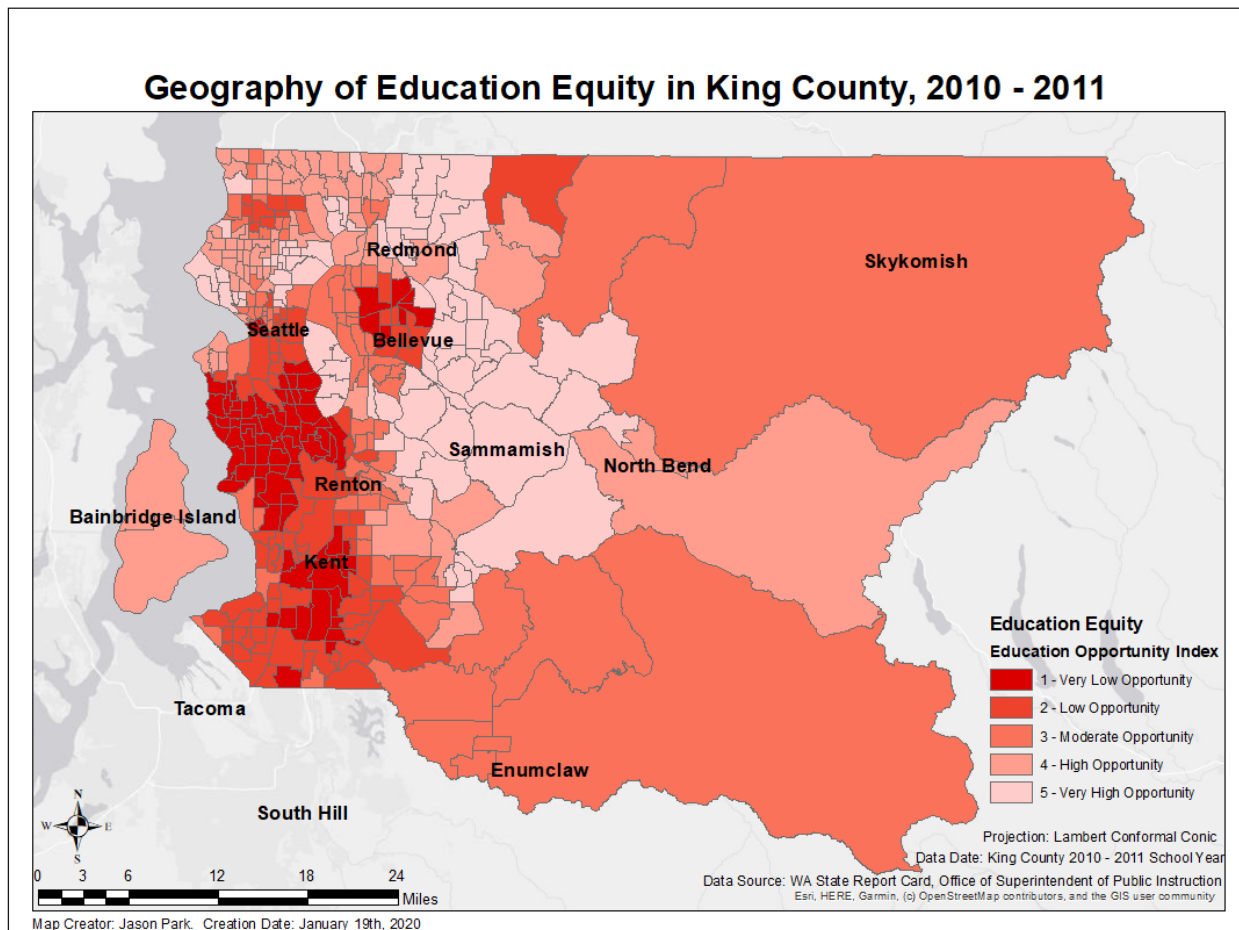 Geography of Education Equity in King County, 2010 - 2011
Redmond
Skykomish
Seattle
Bellevue
Sammamish
North Bend
Renton
Bainbridge Island
Kent
Tacoma
Enumclaw
South Hill
Education Equity
Education Opportunity Index
1 - Very Low Opportunity
2 - Low Opportunity
3 - Moderate Opportunity
4 - High Opportunity
5 - Very High Opportunity
N
W E
S
0 3 6 12 18 24
Miles
Projection: Lambert Conformal Conic
Data Date: King County 2010 - 2011 School Year
Data Source: WA State Report Card, Office of Superintendent of Public Instruction
Esri, HERE, Garmin, (c) OpenStreetMap contributors, and the GIS user community
Map Creator: Jason Park. Creation Date: January 19th, 2020